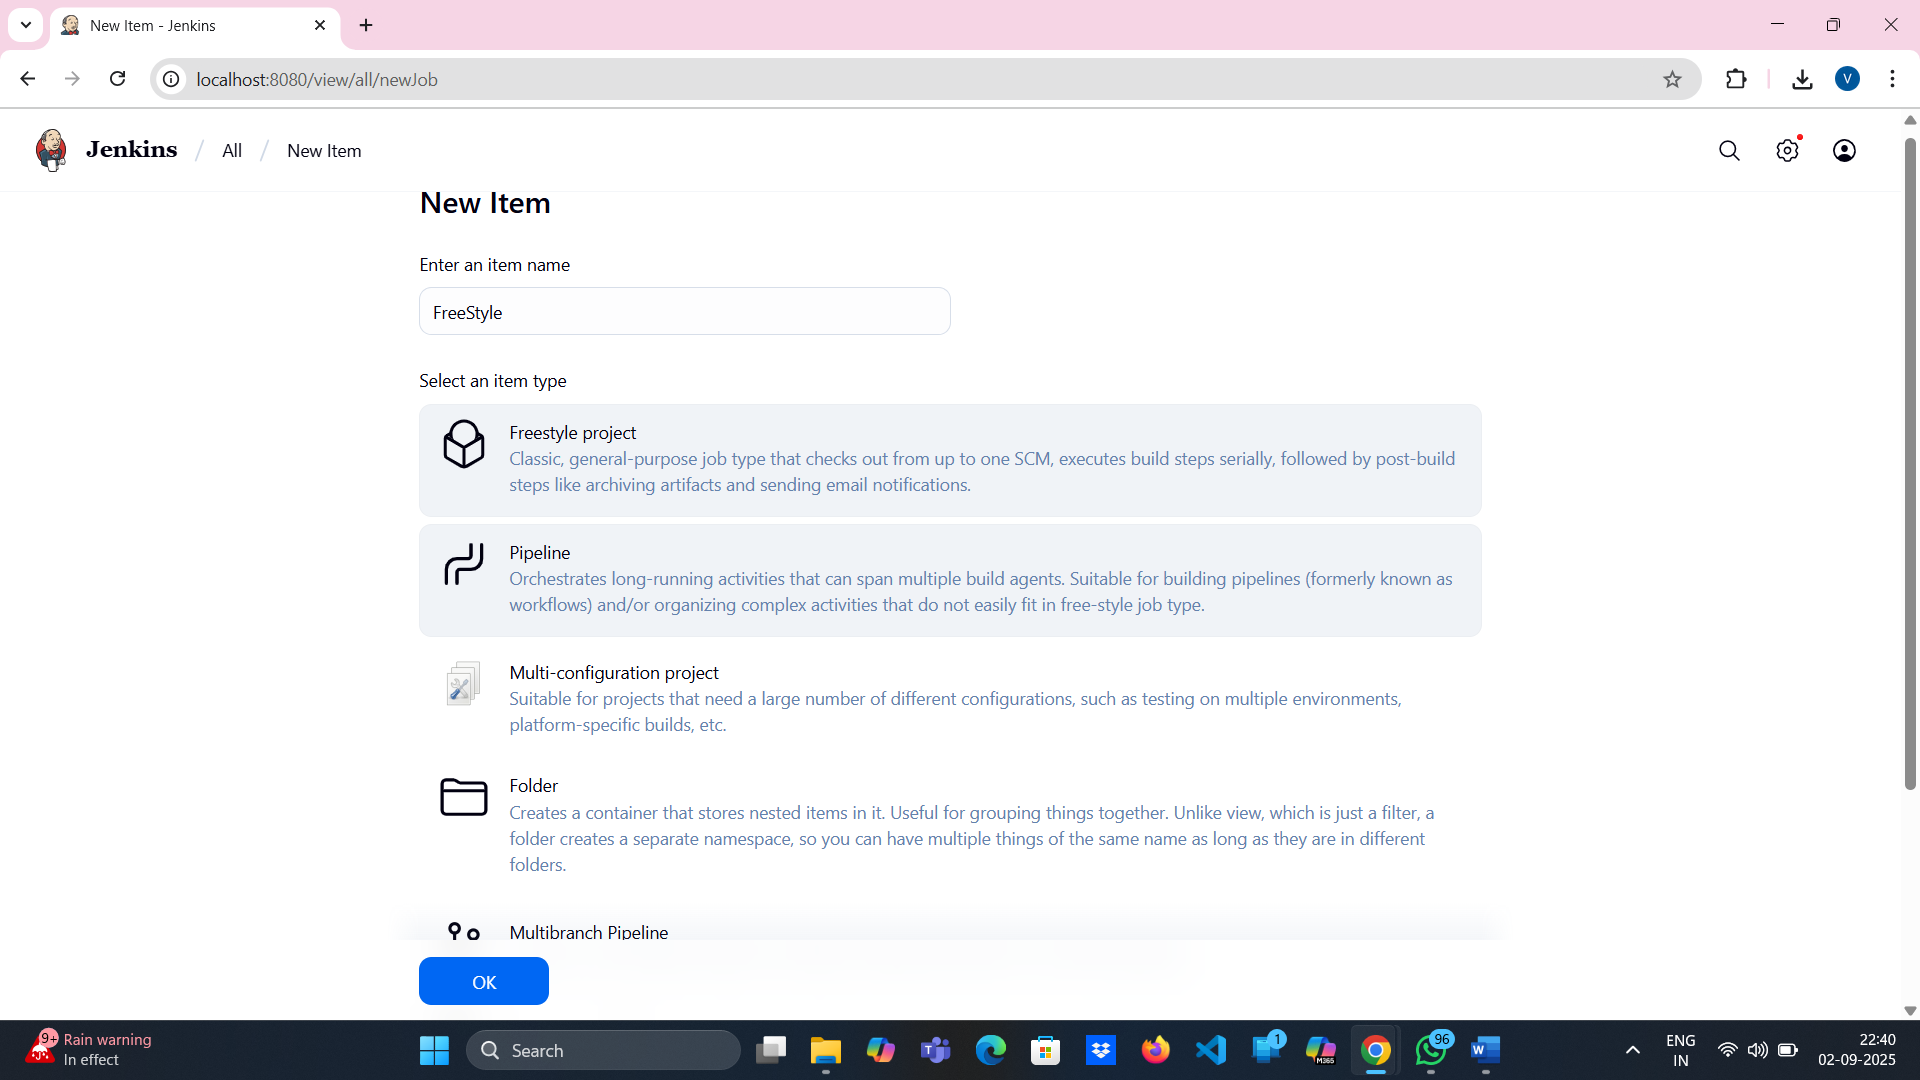 New Item - Jenkins
localhost:8080/view/all/newJob
V
Jenkins / All / New Item
New Item
Enter an item name
FreeStyle
Select an item type
Freestyle project
Classic, general-purpose job type that checks out from up to one SCM, executes build steps serially, followed by post-build
steps like archiving artifacts and sending email notifications.
Pipeline
Orchestrates long-running activities that can span multiple build agents. Suitable for building pipelines (formerly known as
workflows) and/or organizing complex activities that do not easily fit in free-style job type.
Multi-configuration project
Suitable for projects that need a large number of different configurations, such as testing on multiple environments,
platform-specific builds, etc.
Folder
Creates a container that stores nested items in it. Useful for grouping things together. Unlike view, which is just a filter, a
folder creates a separate namespace, so you can have multiple things of the same name as long as they are in different
folders.
Multibranch Pipeline
OK
9+
Rain warning
In effect
Search
T
1
M365
96
W
ENG
IN
22:40
02-09-2025